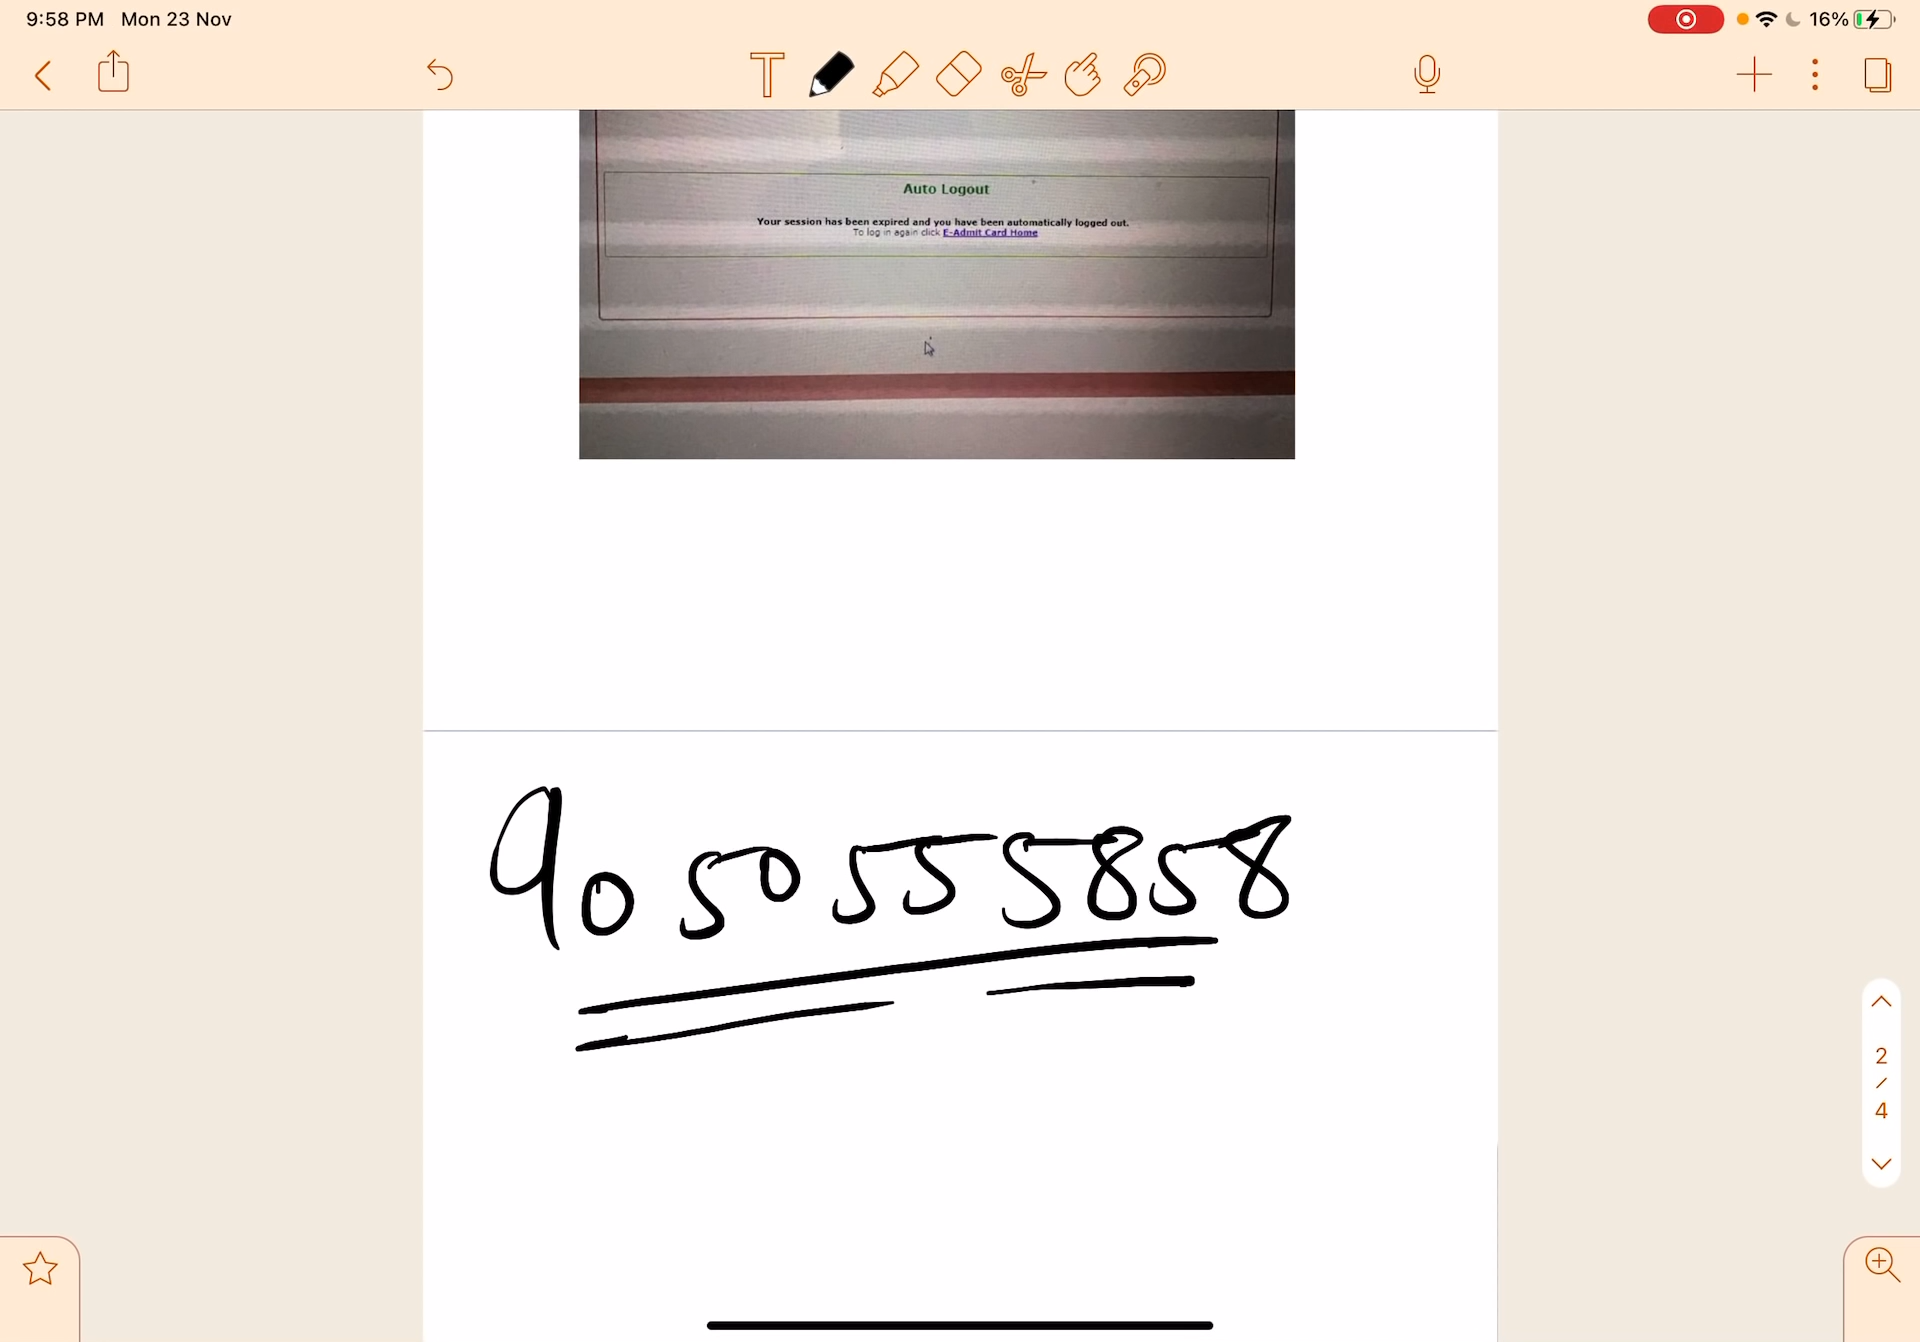 9:58 PM Mon 23 Nov
16%
T
Auto Logout
Your session has been expired and you have been automatically logged out.
To log in again click E-Admit Card Home
9050555858
2
/
4